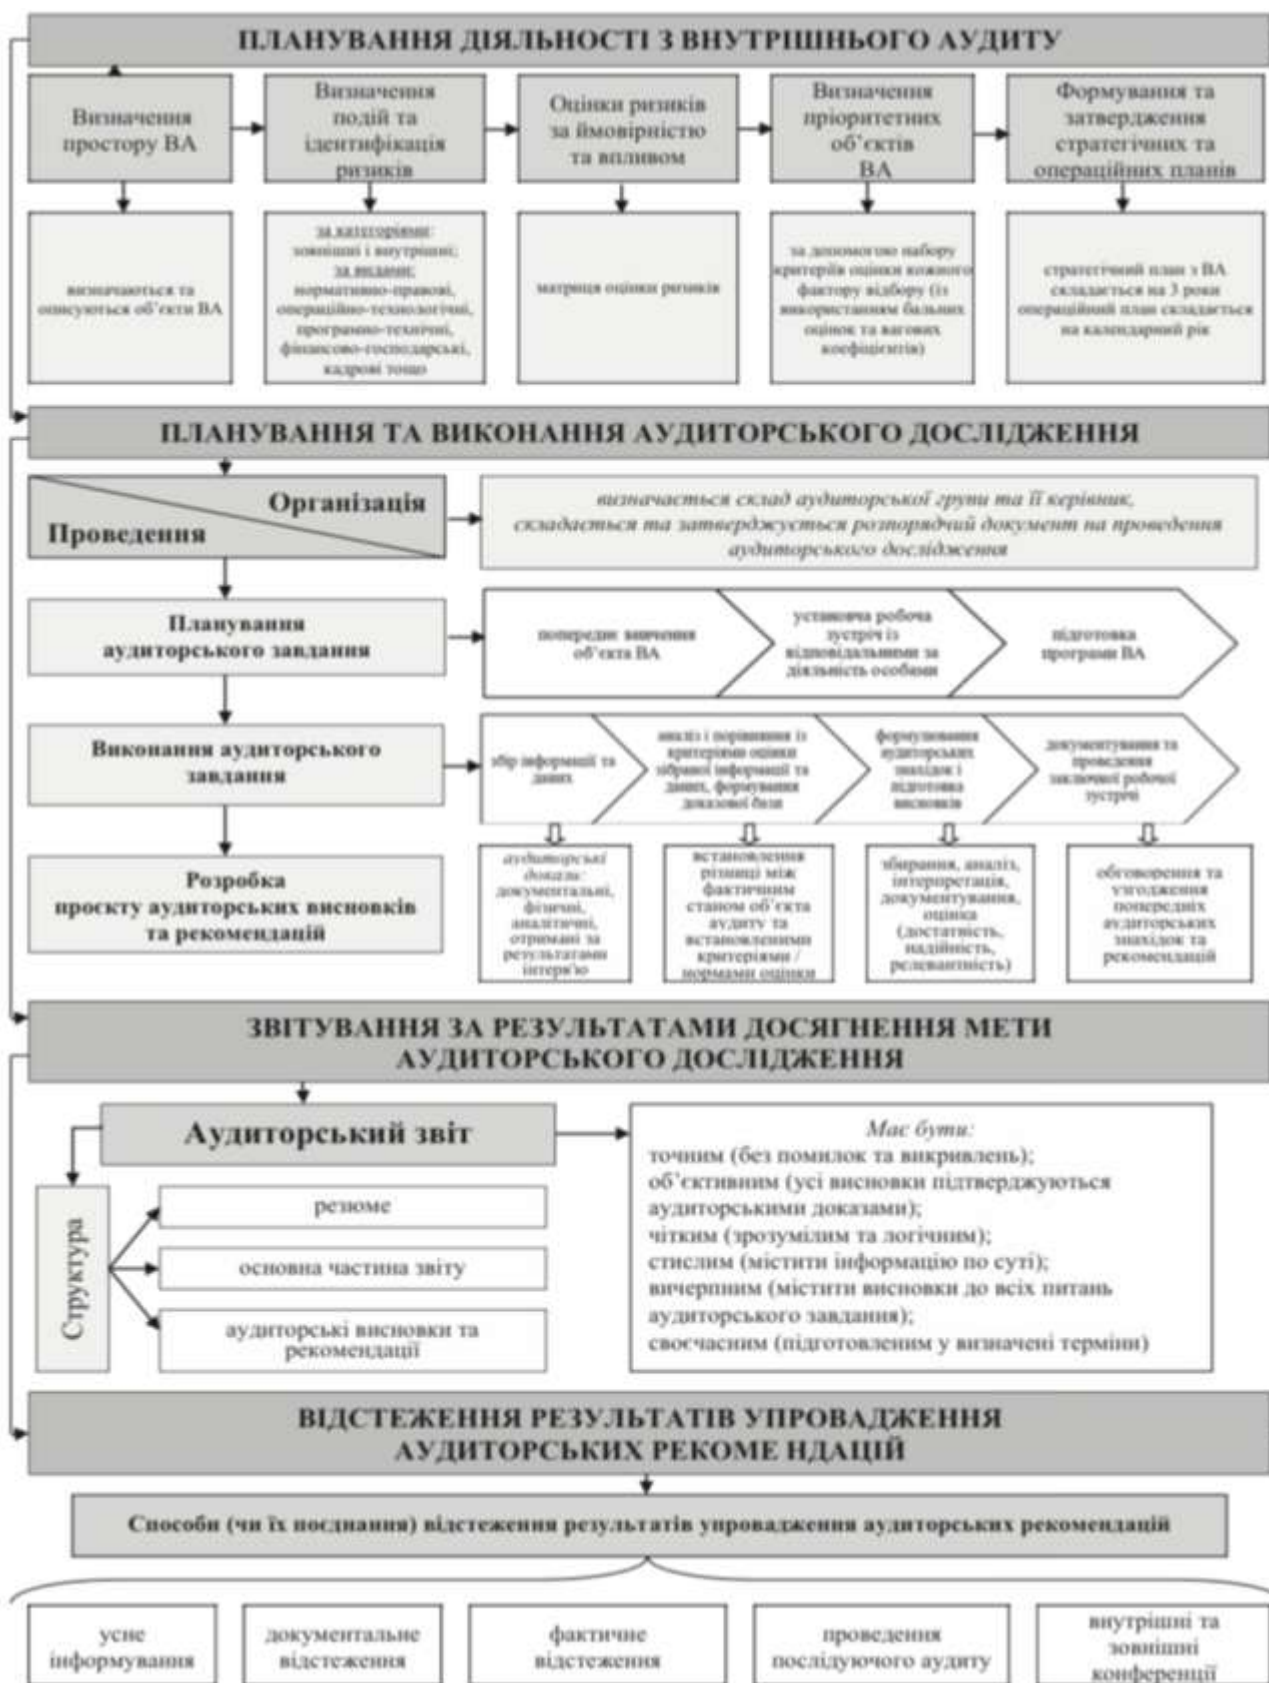 ПЛАНУВАННЯ ДІЯЛЬНОСТІ З ВНУТРІШНЬОГО АУДИТУ
Визначення
простору ВА
Визначення
подій та
ідентифікація
ризиків
Оцінки ризиків
за ймовірністю
та впливом
Визначення
пріоритетних
об’єктів
ВА
Формування та
затвердження
стратегічних та
операційних планів
визначаються та
описуються об’єкти ВА
за категоріями:
зовнішні і внутрішні;
за видами:
нормативно-правові,
операційно-технологічні,
програмно-технічні,
фінансово-господарські,
кадрові тощо
матриця оцінки ризиків
за допомогою набору
критеріїв оцінки кожного
фактору відбору (із
використанням бальних
оцінок та вагових
коефіцієнтів)
стратегічний план з ВА
складається на 3 роки
операційний план складається
на календарний рік
ПЛАНУВАННЯ ТА ВИКОНАННЯ АУДИТОРСЬКОГО ДОСЛІДЖЕННЯ
Організація
Проведення
визначається склад аудиторської групи та її керівник,
складається та затверджується розпорядчий документ на проведення
аудиторського дослідження
Планування
аудиторського завдання
попереднє вивчення
об’єкта ВА
установча робоча
зустріч із
відповідальними за
діяльність особами
підготовка
програми ВА
Виконання аудиторського
завдання
збір інформації та
даних
аналіз і порівняння із
критеріями оцінки
зібраної інформації та
даних, формування
доказової бази
формулювання
аудиторських
знахідок і
підготовка
висновків
документування та
проведення
заключної робочої
зустрічі
Розробка
проєкту аудиторських висновків
та рекомендацій
аудиторські
докази:
документальні,
фізичні,
аналітичні,
отримані за
результатами
інтерв'ю
встановлення
різниці між
фактичним
станом об’єкта
аудиту та
встановленими
критеріями /
нормами оцінки
збирання, аналіз,
інтерпретація,
документування,
оцінка
(достатність,
надійність,
релевантність)
обговорення та
узгодження
попередніх
аудиторських
знахідок та
рекомендацій
ЗВІТУВАННЯ ЗА РЕЗУЛЬТАТАМИ ДОСЯГНЕННЯ МЕТИ
АУДИТОРСЬКОГО ДОСЛІДЖЕННЯ
Аудиторський звіт
Структура
резюме
основна частина звіту
аудиторські висновки та
рекомендації
Має бути:
точним (без помилок та викривлень);
об’єктивним (усі висновки підтверджуються
аудиторськими доказами);
чітким (зрозумілим та логічним);
стислим (містити інформацію по суті);
вичерпним (містити висновки до всіх питань
аудиторського завдання);
своєчасним (підготовленим у визначені терміни)
ВІДСТЕЖЕННЯ РЕЗУЛЬТАТІВ УПРОВАДЖЕННЯ
АУДИТОРСЬКИХ РЕКОМЕ НДАЦІЙ
Способи (чи їх поєднання) відстеження результатів упровадження аудиторських рекомендацій
усне
інформування
документальне
відстеження
фактичне
відстеження
проведення
послідуючого аудиту
внутрішні та
зовнішні
конференції